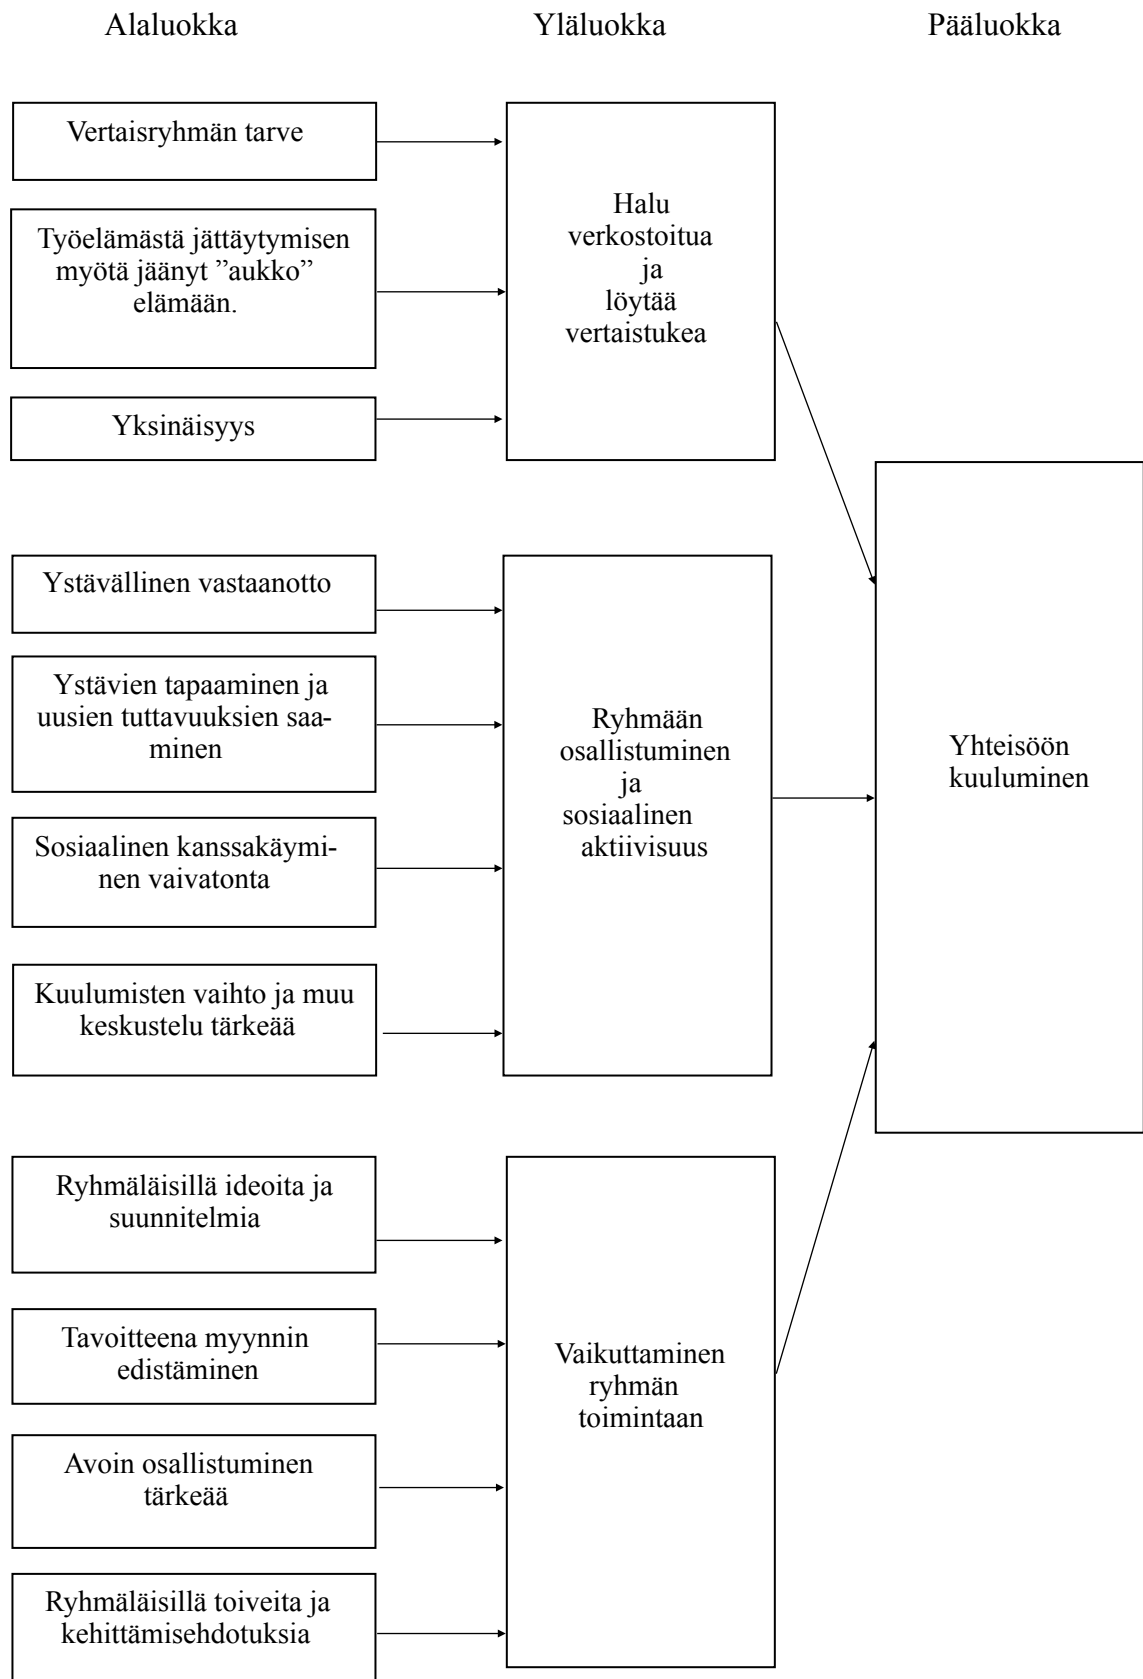 Alaluokka
Yläluokka
Pääluokka
Vertaisryhmän tarve
Työelämästä jättäytymisen
myötä jäänyt ”aukko”
elämään.
Yksinäisyys
Halu
verkostoitua
ja
löytää
vertaistukea
Ystävällinen vastaanotto
Ystävien tapaaminen ja
uusien tuttavuuksien saa-
minen
Sosiaalinen kanssakäymi-
nen vaivatonta
Kuulumisten vaihto ja muu
keskustelu tärkeää
Ryhmään
osallistuminen
ja
sosiaalinen
aktiivisuus
Yhteisöön
kuuluminen
Ryhmäläisillä ideoita ja
suunnitelmia
Tavoitteena myynnin
edistäminen
Avoin osallistuminen
tärkeää
Ryhmäläisillä toiveita ja
kehittämisehdotuksia
Vaikuttaminen
ryhmän
toimintaan